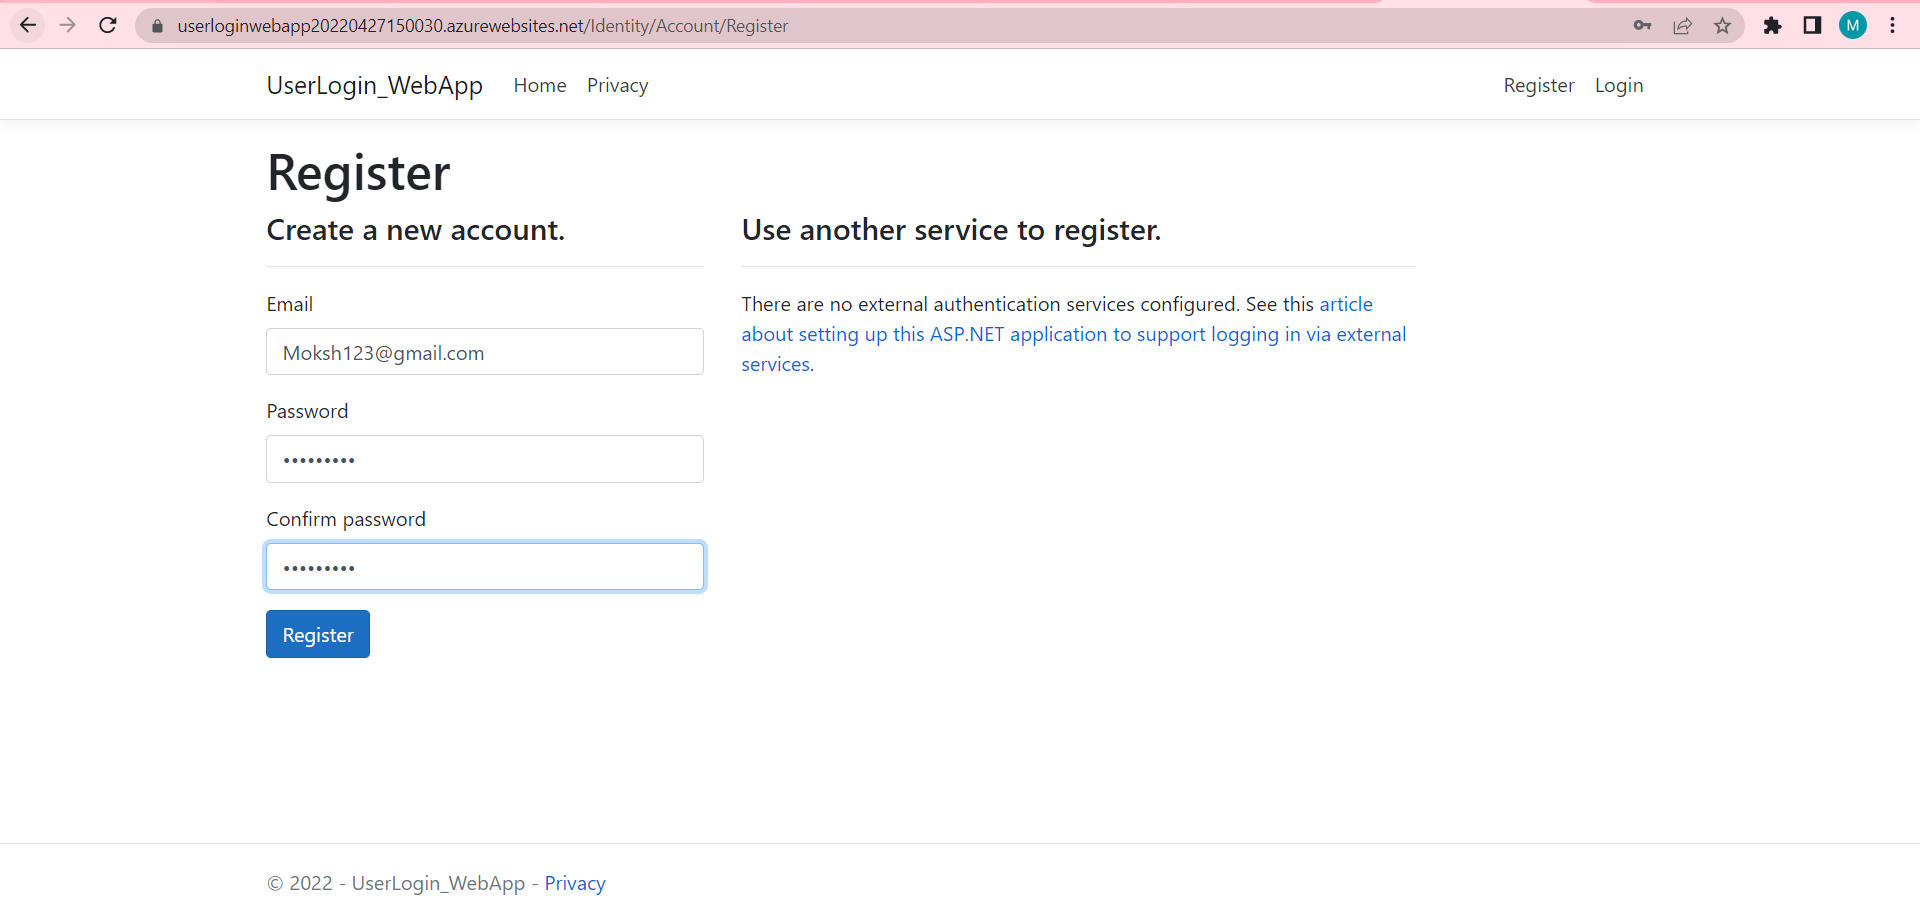 userloginwebapp20220427150030.azurewebsites.net/Identity/Account/Register
M
UserLogin_WebApp Home Privacy Register Login
Register
Create a new account.
Email
Moksh123@gmail.com
Password
•••••••••
Confirm password
•••••••••
Register
Use another service to register.
There are no external authentication services configured. See this article
about setting up this ASP.NET application to support logging in via external
services.
© 2022 - UserLogin_WebApp - Privacy